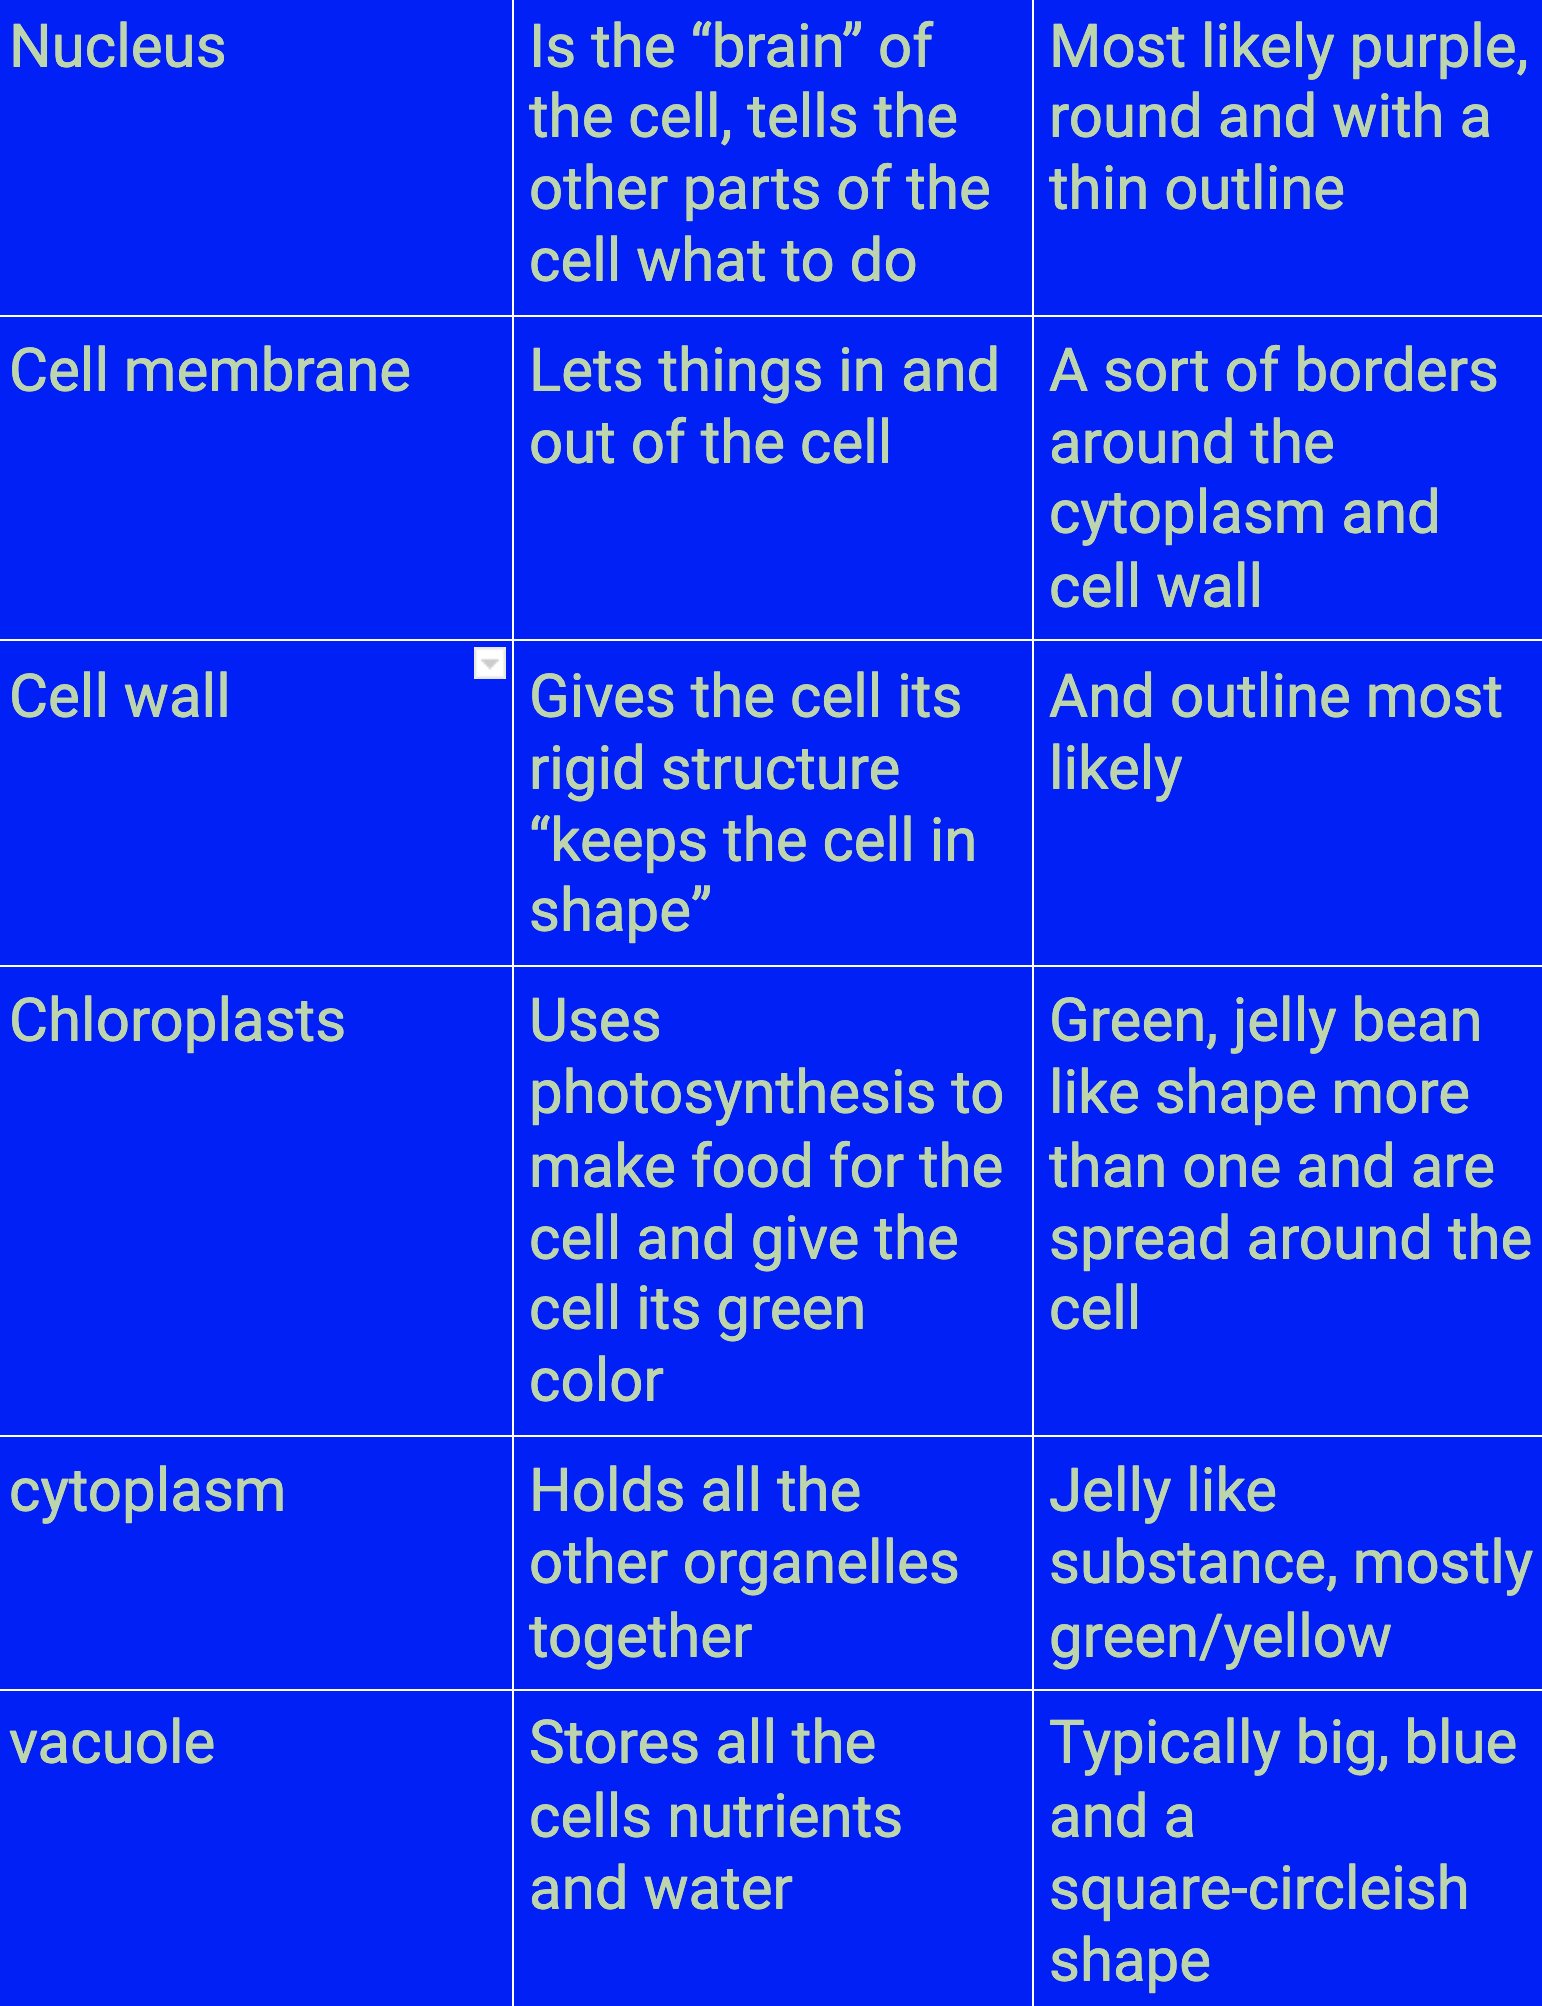 Nucleus
Is the “brain” of
the cell, tells the
other parts of the
cell what to do
Most likely purple,
round and with a
thin outline
Cell membrane
Lets things in and
out of the cell
A sort of borders
around the
cytoplasm and
cell wall
Cell wall
Gives the cell its
rigid structure
“keeps the cell in
shape”
And outline most
likely
Chloroplasts
Uses
photosynthesis to
make food for the
cell and give the
cell its green
color
Green, jelly bean
like shape more
than one and are
spread around the
cell
cytoplasm
Holds all the
other organelles
together
Jelly like
substance, mostly
green/yellow
vacuole
Stores all the
cells nutrients
and water
Typically big, blue
and a
square-circleish
shape